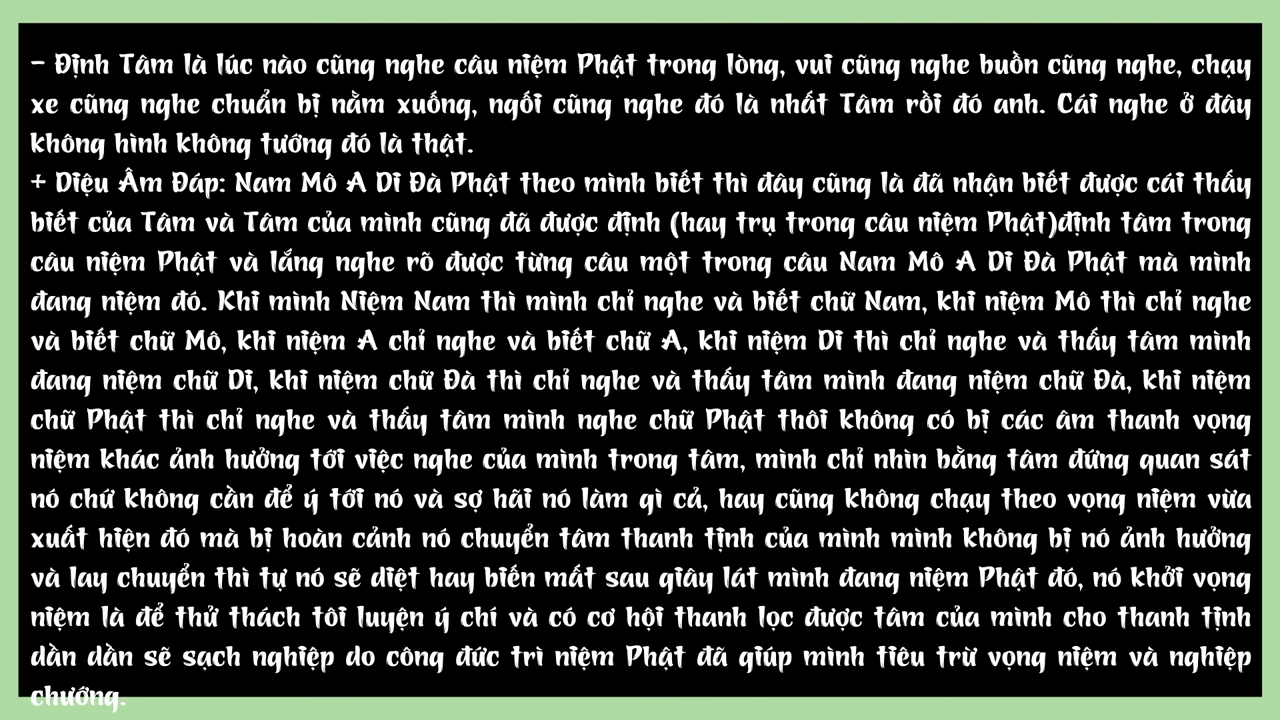 - Định Tâm là lúc nào cũng nghe câu niệm Phật trong lòng, vui cũng nghe buồn cũng nghe, chạy
xe cũng nghe chuẩn bị nằm xuống, ngồi cũng nghe đó là nhất Tâm rồi đó anh. Cái nghe ở đây
không hình không tướng đó là thật.
+ Diệu Âm Đáp: Nam Mô A Di Đà Phật theo mình biết thì đây cũng là đã nhận biết được cái thấy
biết của Tâm và Tâm của mình cũng đã được định (hay trụ trong câu niệm Phật)định tâm trong
câu niệm Phật và lắng nghe rõ được từng câu một trong câu Nam Mô A Di Đà Phật mà mình
đang niệm đó. Khi mình Niệm Nam thì mình chỉ nghe và biết chữ Nam, khi niệm Mô thì chỉ nghe
và biết chữ Mô, khi niệm A chỉ nghe và biết chữ A, khi niệm Di thì chỉ nghe và thấy tâm mình
đang niệm chữ Di, khi niệm chữ Đà thì chỉ nghe và thấy tâm mình đang niệm chữ Đà, khi niệm
chữ Phật thì chỉ nghe và thấy tâm mình nghe chữ Phật thôi không có bị các âm thanh vọng
niệm khác ảnh hưởng tới việc nghe của mình trong tâm, mình chỉ nhìn bằng tâm đứng quan sát
nó chứ không cần để ý tới nó và sợ hãi nó làm gì cả, hay cũng không chạy theo vọng niệm vừa
xuất hiện đó mà bị hoàn cảnh nó chuyển tâm thanh tịnh của mình mình không bị nó ảnh hưởng
và lay chuyển thì tự nó sẽ diệt hay biến mất sau giây lát mình đang niệm Phật đó, nó khởi vọng
niệm là để thử thách tôi luyện ý chí và có cơ hội thanh lọc được tâm của mình cho thanh tịnh
dần dần sẽ sạch nghiệp do công đức trì niệm Phật đã giúp mình tiêu trừ vọng niệm và nghiệp
chướng.